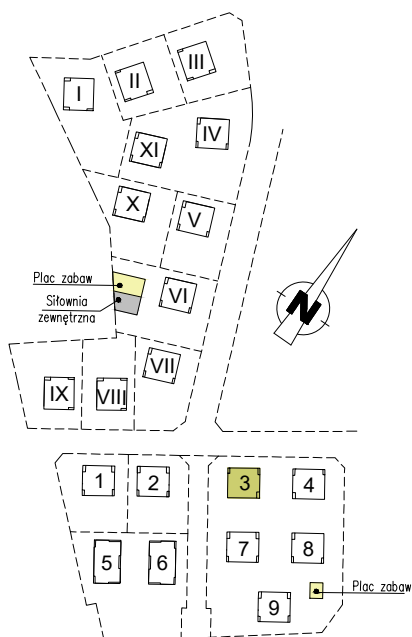 III
II
I
IV
XI
X
V
Plac zabaw
Siłownia
zewnętrzna
VI
N
VII
IX
VIII
1
2
3
4
5
6
7
8
Plac zabaw
9